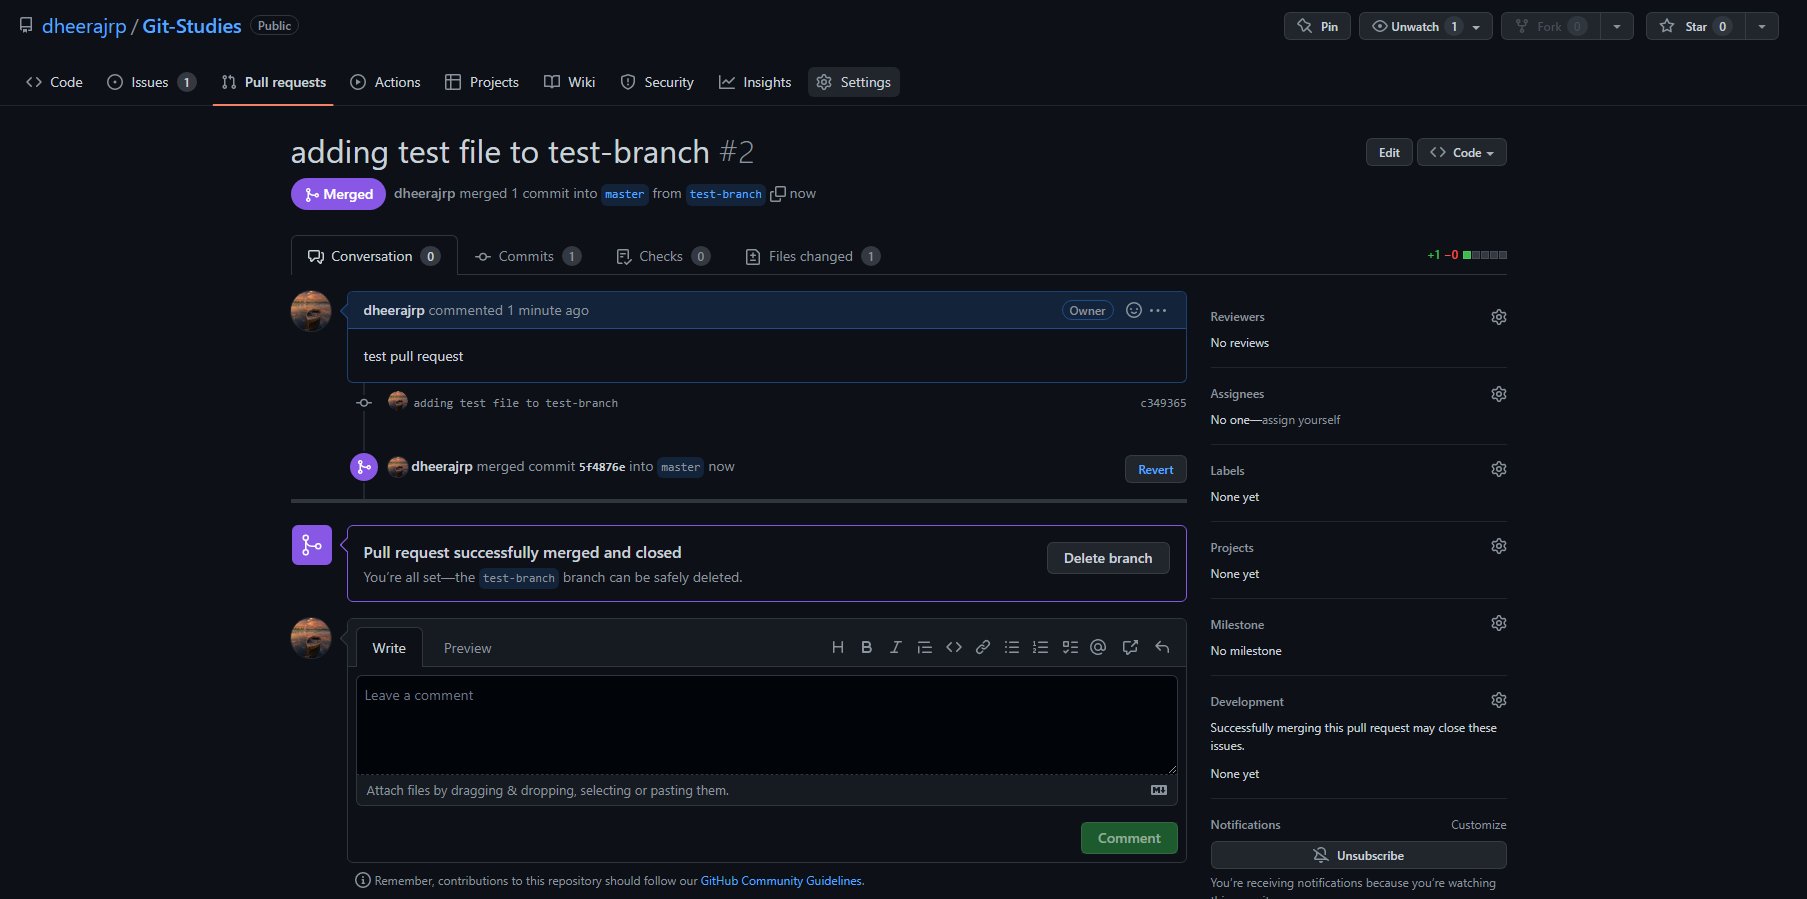 dheerajrp / Git-Studies Public
Pin Unwatch 1 Fork 0 Star 0
Code Issues 1 Pull requests Actions Projects Wiki Security Insights Settings
adding test file to test-branch #2
Edit Code
Merged dheerajrp merged 1 commit into master from test-branch now
Conversation 0 Commits 1 Checks 0 Files changed 1
+1 −0
dheerajrp commented 1 minute ago Owner
test pull request
adding test file to test-branch c349365
dheerajrp merged commit 5f4876e into master now Revert
Pull request successfully merged and closed
You're all set—the test-branch branch can be safely deleted.
Delete branch
Write Preview
Leave a comment
Attach files by dragging & dropping, selecting or pasting them.
Comment
Remember, contributions to this repository should follow our GitHub Community Guidelines.
Reviewers
No reviews
Assignees
No one—assign yourself
Labels
None yet
Projects
None yet
Milestone
No milestone
Development
Successfully merging this pull request may close these
issues.
None yet
Notifications Customize
Unsubscribe
You're receiving notifications because you're watching